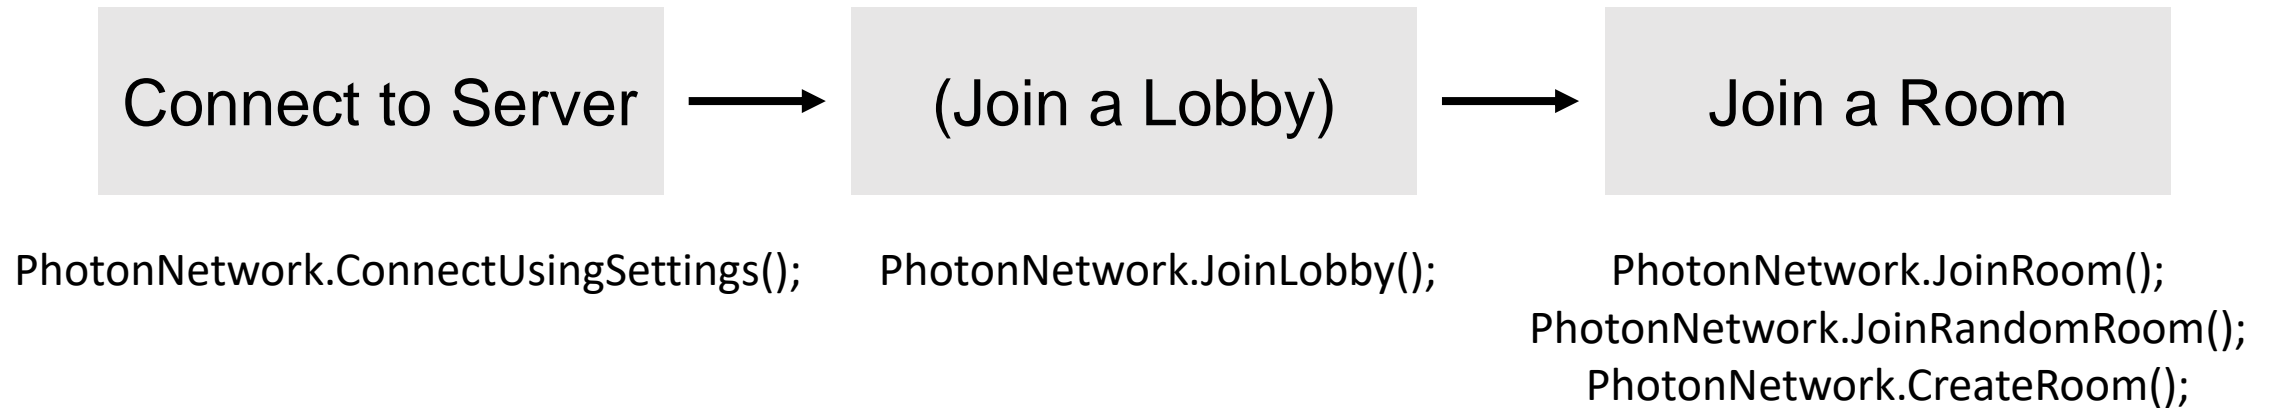 Connect to Server
(Join a Lobby)
Join a Room
PhotonNetwork.ConnectUsingSettings();
PhotonNetwork.JoinLobby();
PhotonNetwork.JoinRoom();
PhotonNetwork.JoinRandomRoom();
PhotonNetwork.CreateRoom();